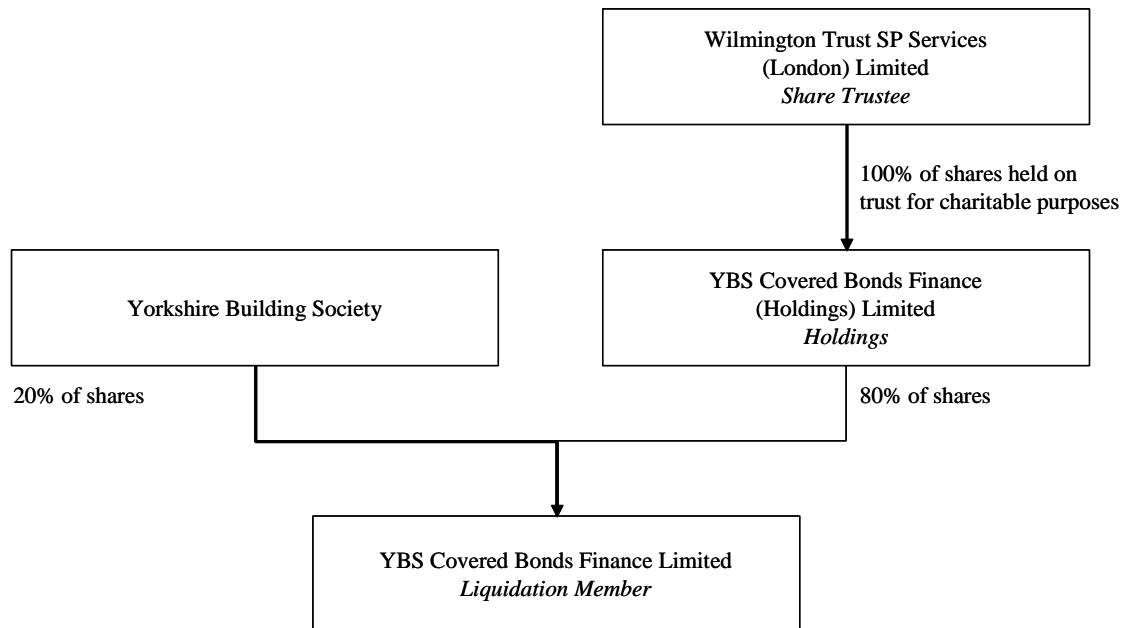 Wilmington Trust SP Services
(London) Limited
Share Trustee
100% of shares held on
trust for charitable purposes
Yorkshire Building Society
YBS Covered Bonds Finance
(Holdings) Limited
Holdings
20% of shares
80% of shares
YBS Covered Bonds Finance Limited
Liquidation Member